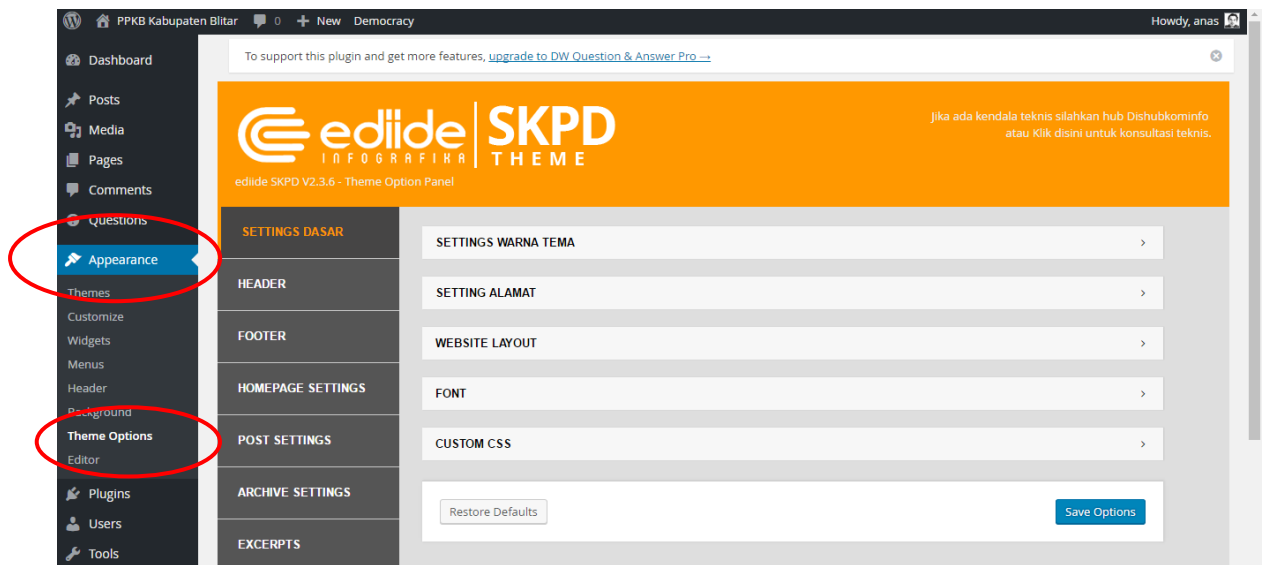 PPKB Kabupaten Blitar 0 + New Democracy Howdy, anas
To support this plugin and get more features, upgrade to DW Question & Answer Pro →
Dashboard
Posts
Media
Pages
Comments
Questions
Appearance
Themes
Customize
Widgets
Menus
Header
Background
Theme Options
Editor
Plugins
Users
Tools
ediide
INFOGRAFIKA
SKPD
THEME
ediide SKPD V2.3.6 - Theme Option Panel
Jika ada kendala teknis silahkan hub Dishubkominfo
atau Klik disini untuk konsultasi teknis.
SETTINGS DASAR
HEADER
FOOTER
HOMEPAGE SETTINGS
POST SETTINGS
ARCHIVE SETTINGS
EXCERPTS
SETTINGS WARNA TEMA
SETTING ALAMAT
WEBSITE LAYOUT
FONT
CUSTOM CSS
Restore Defaults
Save Options